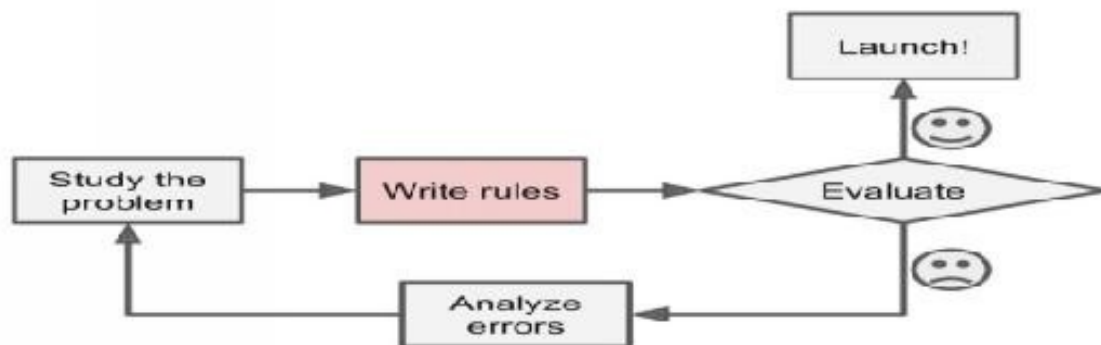 Launch!
Study the
problem
Write rules
Evaluate
Analyze
errors